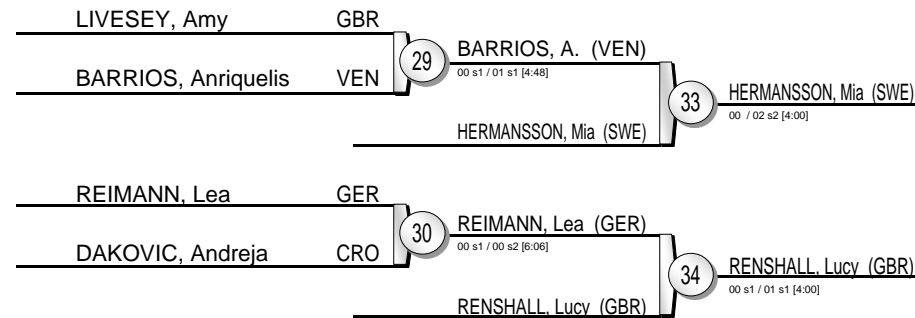 LIVESEY, Amy GBR
29
BARRIOS, A. (VEN)
00 s1 / 01 s1 [4:48]
BARRIOS, Anriquelis VEN
33
HERMANSSON, Mia (SWE)
00 / 02 s2 [4:00]
HERMANSSON, Mia (SWE)
REIMANN, Lea GER
30
REIMANN, Lea (GER)
00 s1 / 00 s2 [6:06]
DAKOVIC, Andreja CRO
34
RENSHALL, Lucy (GBR)
00 s1 / 01 s1 [4:00]
RENSHALL, Lucy (GBR)